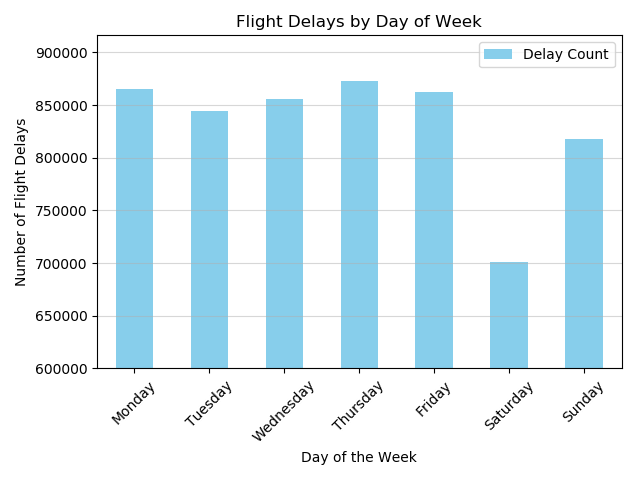 Flight Delays by Day of Week
Delay Count
900000
850000
800000
750000
700000
650000
600000
Number of Flight Delays
Monday
Tuesday
Wednesday
Thursday
Friday
Saturday
Sunday
Day of the Week